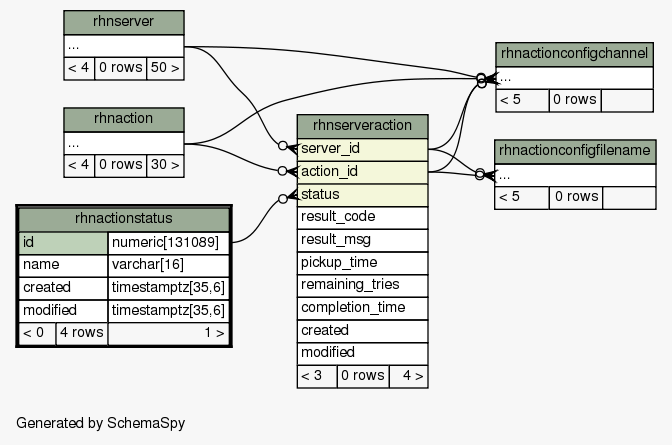 rhnserver
...
< 4 0 rows 50 >
rhnaction
...
< 4 0 rows 30 >
rhnactionstatus
id numeric[131089]
name varchar[16]
created timestamptz[35,6]
modified timestamptz[35,6]
< 0 4 rows 1 >
rhnserveraction
server_id
action_id
status
result_code
result_msg
pickup_time
remaining_tries
completion_time
created
modified
< 3 0 rows 4 >
rhnactionconfigchannel
...
< 5 0 rows
rhnactionconfigfilename
...
< 5 0 rows
Generated by SchemaSpy